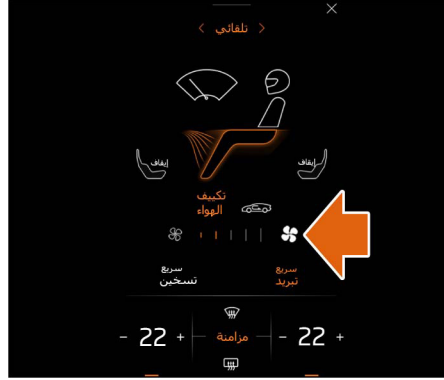 تلقائي
إيقاف
إيقاف
تكييف
الهواء
سريع
تبريد
سريع
تسخين
+ 22 -
مزامنة
+ 22 -